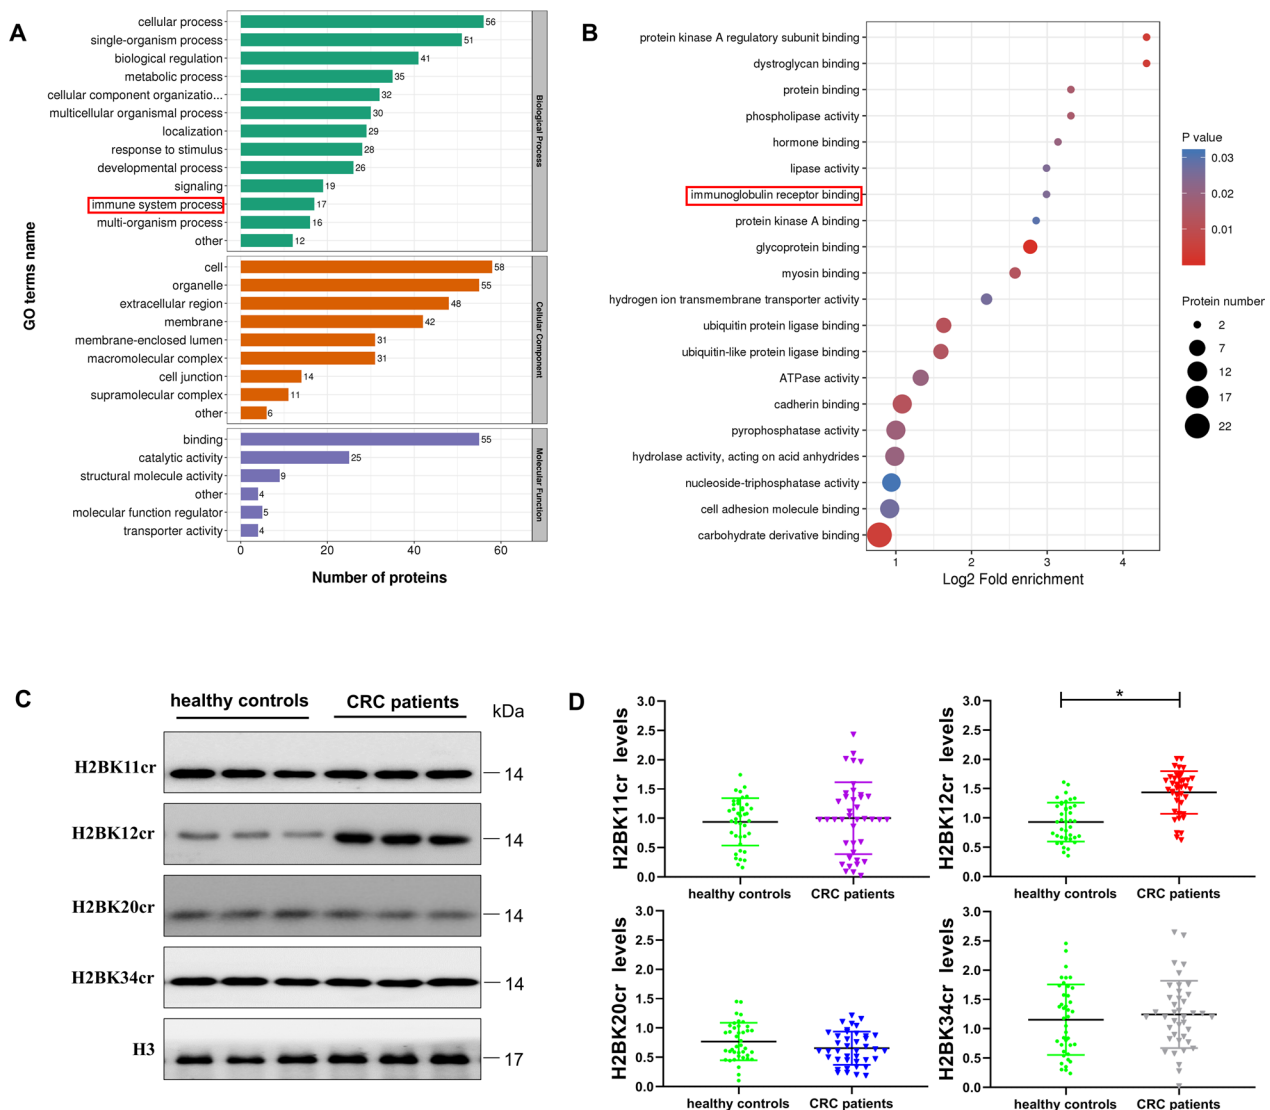 A
GO terms name
cellular process 56
single-organism process 51
biological regulation 41
metabolic process 35
cellular component organizatio... 32
multicellular organismal process 30
localization 29
response to stimulus 28
developmental process 26
signaling 19
immune system process 17
multi-organism process 16
other 12
Biological Process
cell 58
organelle 55
extracellular region 48
membrane 42
membrane-enclosed lumen 31
macromolecular complex 31
cell junction 14
supramolecular complex 11
other 6
Cellular Component
binding 55
catalytic activity 25
structural molecule activity 9
other 4
molecular function regulator 5
transporter activity 4
Molecular Function
0 20 40 60
Number of proteins
B
protein kinase A regulatory subunit binding
dystroglycan binding
protein binding
phospholipase activity
hormone binding
lipase activity
immunoglobulin receptor binding
protein kinase A binding
glycoprotein binding
myosin binding
hydrogen ion transmembrane transporter activity
ubiquitin protein ligase binding
ubiquitin-like protein ligase binding
ATPase activity
cadherin binding
pyrophosphatase activity
hydrolase activity, acting on acid anhydrides
nucleoside-triphosphatase activity
cell adhesion molecule binding
carbohydrate derivative binding
1 2 3 4
Log2 Fold enrichment
P value
0.03
0.02
0.01
Protein number
2
7
12
17
22
C
healthy controls CRC patients kDa
H2BK11cr 14
H2BK12cr 14
H2BK20cr 14
H2BK34cr 14
H3 17
D
H2BK11cr levels
3.0
2.5
2.0
1.5
1.0
0.5
0.0
healthy controls CRC patients
H2BK12cr levels
3.0
2.5
2.0
1.5
1.0
0.5
0.0
*
healthy controls CRC patients
H2BK20cr levels
3.0
2.5
2.0
1.5
1.0
0.5
0.0
healthy controls CRC patients
H2BK34cr levels
3.0
2.5
2.0
1.5
1.0
0.5
0.0
healthy controls CRC patients